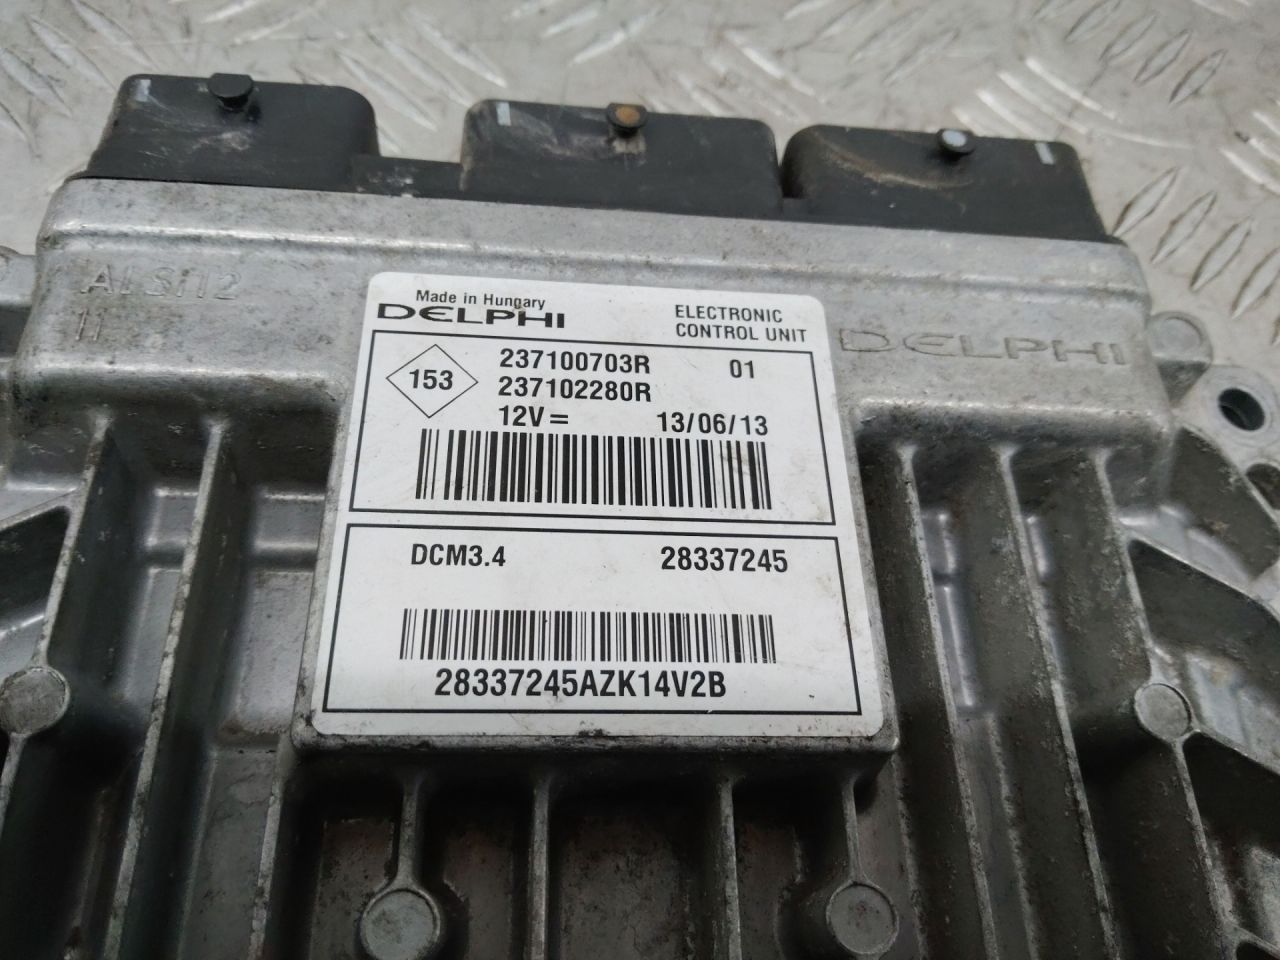 AlSi12
11
DELPHI
Made in Hungary
DELPHI
ELECTRONIC
CONTROL UNIT
153
237100703R 01
237102280R
12V= 13/06/13
DCM3.4 28337245
28337245AZK14V2B